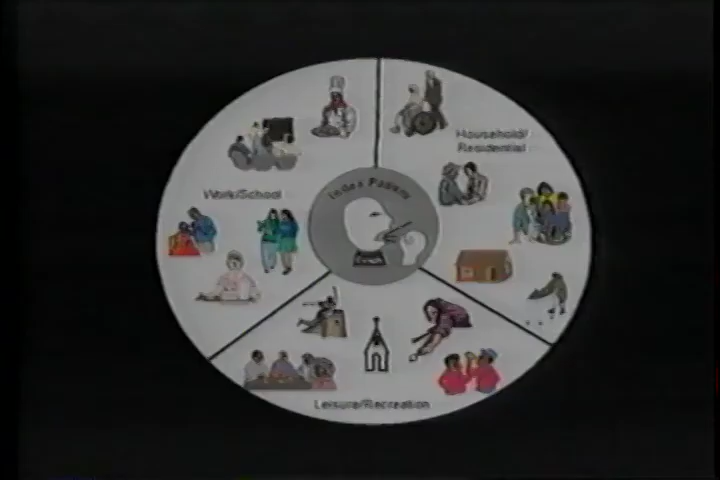 Household/
Residential
Index Patient
Work/School
Leisure/Recreation